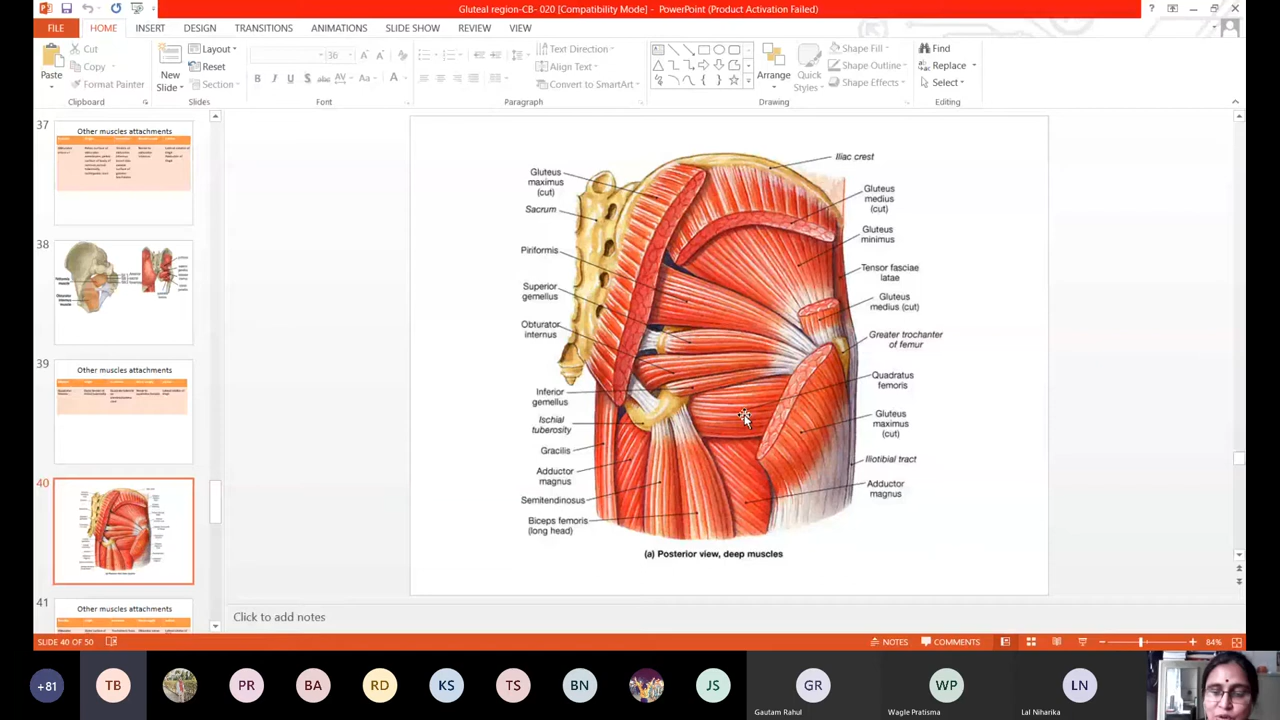 Gluteal region-CB- 020 [Compatibility Mode] - PowerPoint (Product Activation Failed)
FILE HOME INSERT DESIGN TRANSITIONS ANIMATIONS SLIDE SHOW REVIEW VIEW
Paste
Cut
Copy
Format Painter
Clipboard
New
Slide
Layout
Reset
Section
Slides
36
Font
Text Direction
Align Text
Convert to SmartArt
Paragraph
Arrange
Quick
Styles
Shape Fill
Shape Outline
Shape Effects
Drawing
Find
Replace
Select
Editing
37
Other muscles attachments
38
39
Other muscles attachments
40
41
Other muscles attachments
Gluteus
maximus
(cut)
Sacrum
Piriformis
Superior
gemellus
Obturator
internus
Inferior
gemellus
Ischial
tuberosity
Gracilis
Adductor
magnus
Semitendinosus
Biceps femoris
(long head)
Iliac crest
Gluteus
medius
(cut)
Gluteus
minimus
Tensor fasciae
latae
Gluteus
medius (cut)
Greater trochanter
of femur
Quadratus
femoris
Gluteus
maximus
(cut)
Iliotibial tract
Adductor
magnus
(a) Posterior view, deep muscles
Click to add notes
SLIDE 40 OF 50
NOTES
COMMENTS
84%
+81
TB
PR
BA
RD
KS
TS
BN
JS
GR
Gautam Rahul
WP
Wagle Pratisma
LN
Lal Niharika